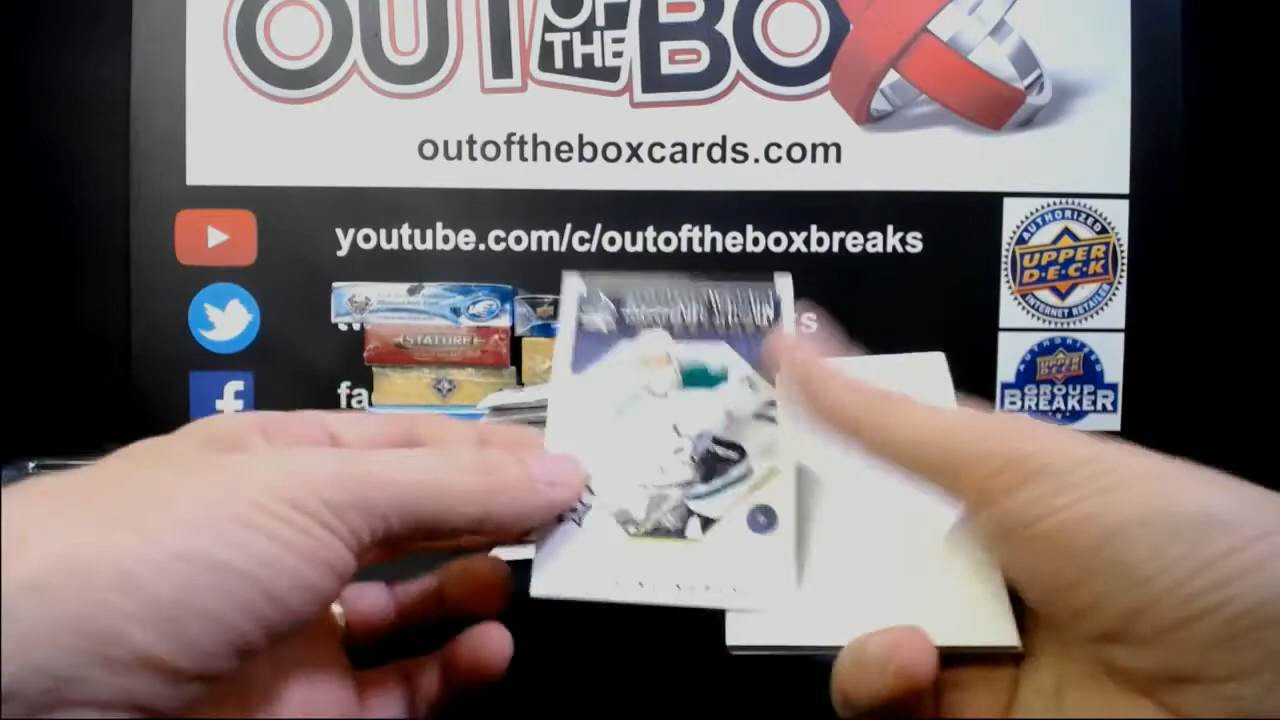 OUT OF THE BOX
outoftheboxcards.com
youtube.com/c/outoftheboxbreaks
AUTHORIZED
UPPER
D·E·C·K
INTERNET RETAILER
STATURE
s
fa
AUTHORIZED
UPPER
DECK
GROUP
BREAKER